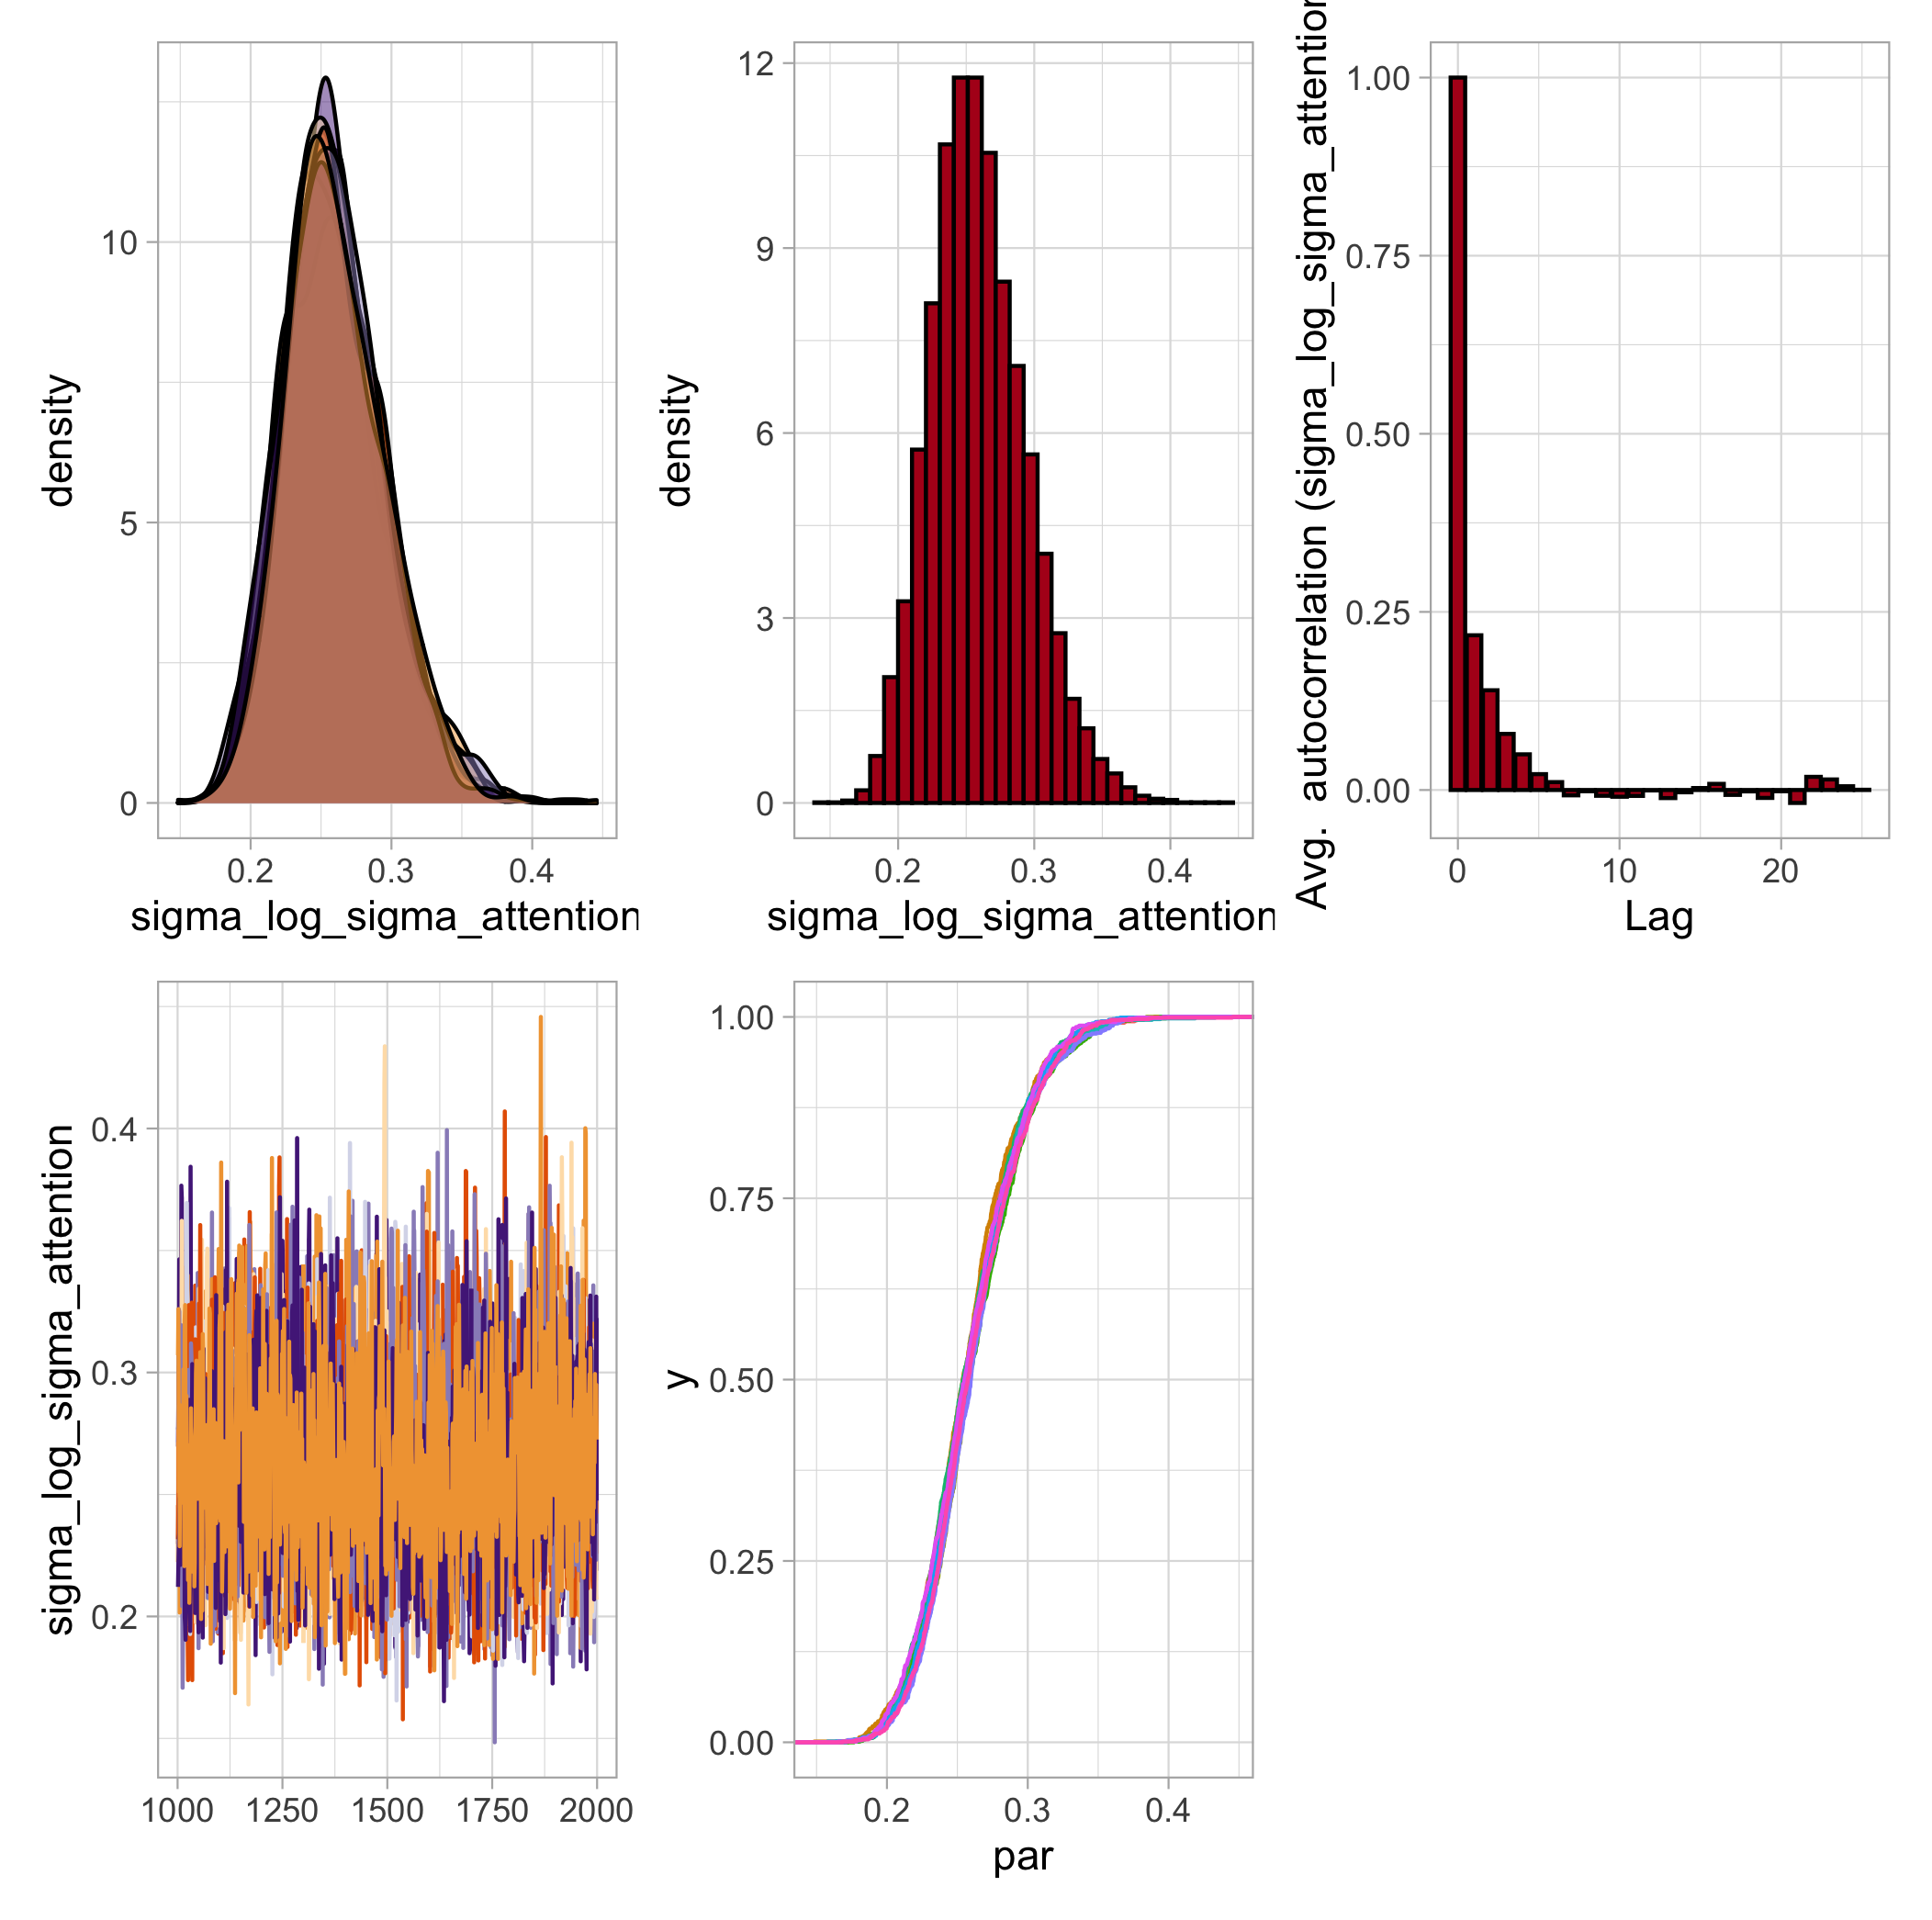 density
10
5
0
0.2 0.3 0.4
sigma_log_sigma_attention
density
12
9
6
3
0
0.2 0.3 0.4
sigma_log_sigma_attention
Avg. autocorrelation (sigma_log_sigma_attention
1.00
0.75
0.50
0.25
0.00
0 10 20
Lag
sigma_log_sigma_attention
0.4
0.3
0.2
1000 1250 1500 1750 2000
y
1.00
0.75
0.50
0.25
0.00
0.2 0.3 0.4
par